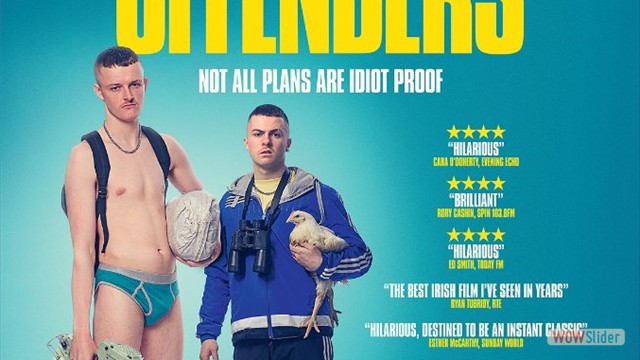 OFFENDERS
NOT ALL PLANS ARE IDIOT PROOF
★★★★
“HILARIOUS”
CARA O'DOHERTY, EVENING ECHO
★★★★
“BRILLIANT”
RORY CASHIN, SPIN 103.8FM
★★★★
“HILARIOUS”
ED SMITH, TODAY FM
“THE BEST IRISH FILM I'VE SEEN IN YEARS”
RYAN TUBRIDY, RTE
“HILARIOUS, DESTINED TO BE AN INSTANT CLASSIC”
ESTHER McCARTHY, SUNDAY WORLD
WOWSlider